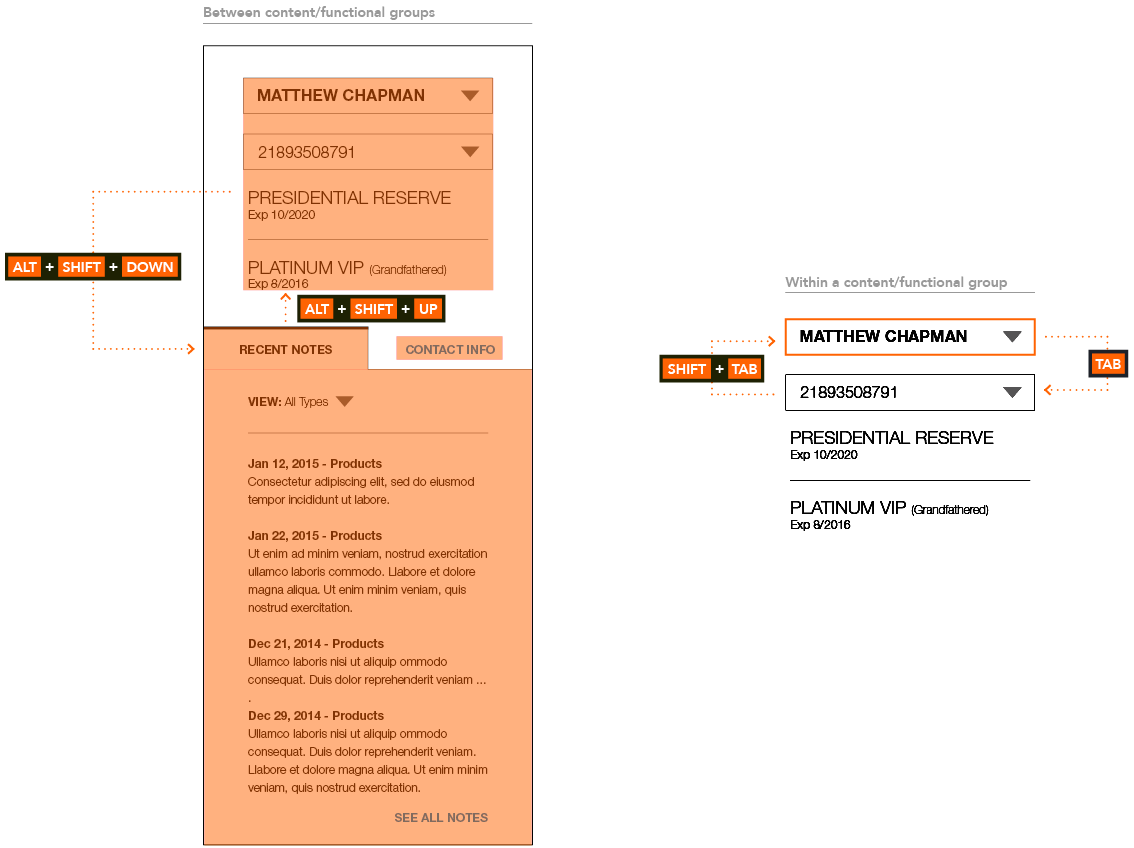 Between content/functional groups
MATTHEW CHAPMAN
21893508791
PRESIDENTIAL RESERVE
Exp 10/2020
PLATINUM VIP (Grandfathered)
Exp 8/2016
ALT + SHIFT + DOWN
ALT + SHIFT + UP
RECENT NOTES
CONTACT INFO
VIEW: All Types
Jan 12, 2015 - Products
Consectetur adipiscing elit, sed do eiusmod
tempor incididunt ut labore.
Jan 22, 2015 - Products
Ut enim ad minim veniam, nostrud exercitation
ullamco laboris commodo. Llabore et dolore
magna aliqua. Ut enim minim veniam, quis
nostrud exercitation.
Dec 21, 2014 - Products
Ullamco laboris nisi ut aliquip ommodo
consequat. Duis dolor reprehenderit veniam ...
.
Dec 29, 2014 - Products
Ullamco laboris nisi ut aliquip ommodo
consequat. Duis dolor reprehenderit veniam.
Llabore et dolore magna aliqua. Ut enim minim
veniam, quis nostrud exercitation.
SEE ALL NOTES
Within a content/functional group
MATTHEW CHAPMAN
SHIFT + TAB
TAB
21893508791
PRESIDENTIAL RESERVE
Exp 10/2020
PLATINUM VIP (Grandfathered)
Exp 8/2016